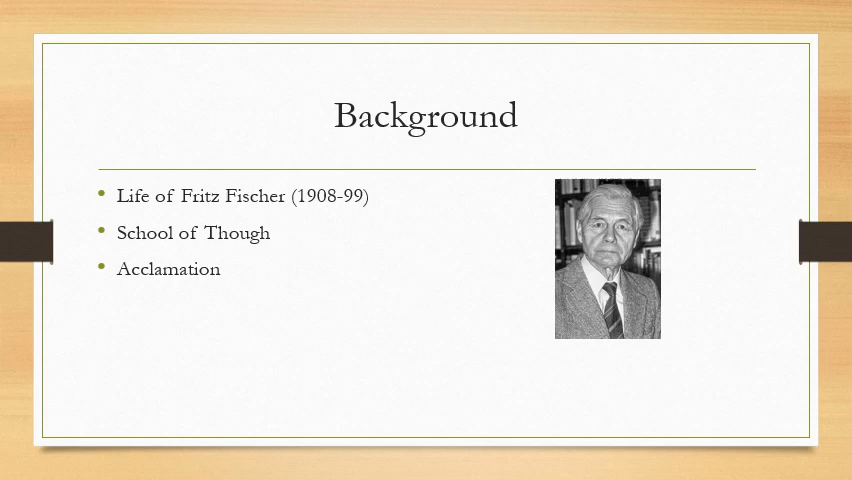 Background
• Life of Fritz Fischer (1908-99)
• School of Though
• Acclamation